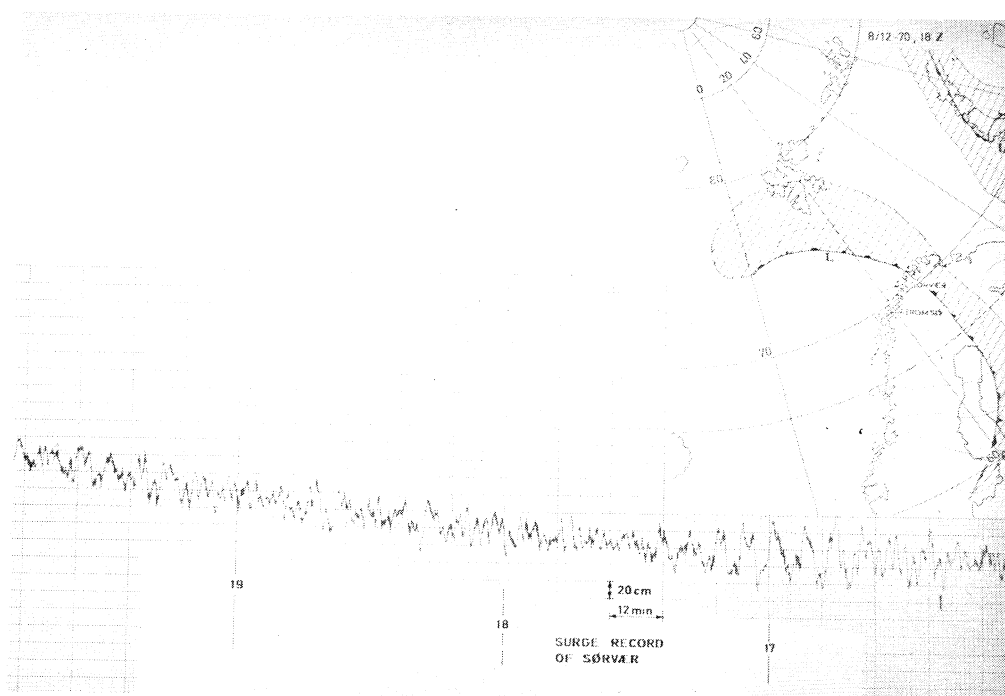 8/12-70, 18 Z
60
40
20
0
80
L
TROMSØ
70
19
20 cm
12 min
18
17
SURGE RECORD
OF SØRVÆR